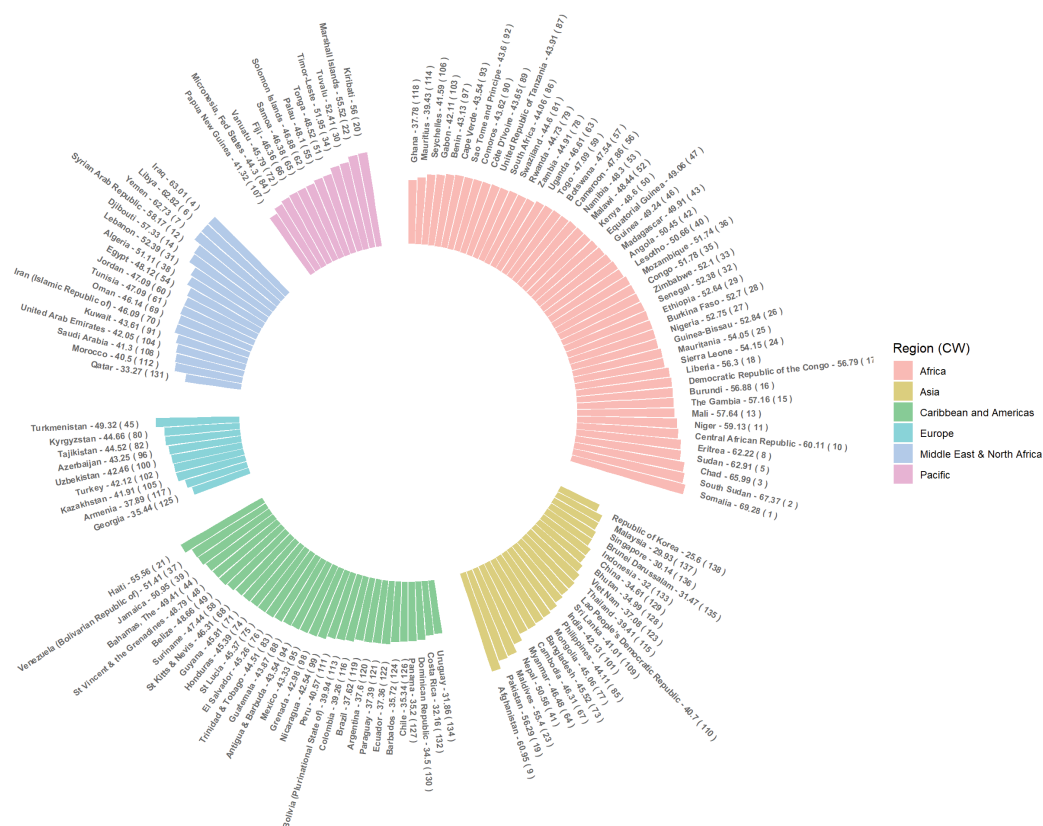 Ghana - 37.78 ( 118 )
Mauritius - 39.43 ( 114 )
Seychelles - 41.59 ( 106 )
Gabon - 42.11 ( 103 )
Benin - 43.13 ( 97 )
Cape Verde - 43.54 ( 93 )
Sao Tome and Principe - 43.6 ( 92 )
Comoros - 43.62 ( 90 )
Côte D'Ivoire - 43.65 ( 89 )
United Republic of Tanzania - 43.91 ( 87 )
South Africa - 44.06 ( 86 )
Swaziland - 44.6 ( 81 )
Rwanda - 44.73 ( 79 )
Zambia - 44.91 ( 78 )
Uganda - 46.61 ( 63 )
Togo - 47.09 ( 59 )
Botswana - 47.54 ( 57 )
Cameroon - 47.86 ( 56 )
Namibia - 48.3 ( 53 )
Malawi - 48.44 ( 52 )
Kenya - 48.6 ( 50 )
Equatorial Guinea - 49.06 ( 47 )
Guinea - 49.24 ( 46 )
Madagascar - 49.91 ( 43 )
Angola - 50.45 ( 42 )
Lesotho - 50.66 ( 40 )
Mozambique - 51.74 ( 36 )
Congo - 51.78 ( 35 )
Zimbabwe - 52.1 ( 33 )
Senegal - 52.38 ( 32 )
Ethiopia - 52.64 ( 29 )
Burkina Faso - 52.7 ( 28 )
Nigeria - 52.75 ( 27 )
Guinea-Bissau - 52.84 ( 26 )
Mauritania - 54.05 ( 25 )
Sierra Leone - 54.15 ( 24 )
Liberia - 56.3 ( 18 )
Democratic Republic of the Congo - 56.79 ( 1
Burundi - 56.88 ( 16 )
The Gambia - 57.16 ( 15 )
Mali - 57.64 ( 13 )
Niger - 59.13 ( 11 )
Central African Republic - 60.11 ( 10 )
Eritrea - 62.22 ( 8 )
Sudan - 62.91 ( 5 )
Chad - 65.99 ( 3 )
South Sudan - 67.37 ( 2 )
Somalia - 69.28 ( 1 )
Republic of Korea - 25.6 ( 138 )
Malaysia - 29.93 ( 137 )
Singapore - 30.14 ( 136 )
Brunei Darussalam - 31.47 ( 135 )
Indonesia - 32 ( 133 )
China - 34.61 ( 129 )
Bhutan - 34.99 ( 128 )
Viet Nam - 37.08 ( 123 )
Thailand - 39.41 ( 115 )
Lao People's Democratic Republic - 40.7 ( 110 )
Sri Lanka - 41.01 ( 109 )
India - 42.13 ( 101 )
Philippines - 44.11 ( 85 )
Mongolia - 45.06 ( 77 )
Bangladesh - 45.52 ( 73 )
Cambodia - 46.31 ( 67 )
Myanmar - 46.48 ( 64 )
Nepal - 50.56 ( 41 )
Maldives - 55.4 ( 23 )
Pakistan - 56.29 ( 19 )
Afghanistan - 60.95 ( 9 )
Uruguay - 31.86 ( 134 )
Costa Rica - 32.16 ( 132 )
Dominican Republic - 34.5 ( 130 )
Panama - 35.2 ( 127 )
Chile - 35.34 ( 126 )
Barbados - 35.72 ( 124 )
Ecuador - 37.36 ( 122 )
Paraguay - 37.39 ( 121 )
Argentina - 37.6 ( 120 )
Brazil - 37.62 ( 119 )
Colombia - 39.26 ( 116 )
Bolivia (Plurinational State of) - 39.94 ( 113 )
Peru - 40.57 ( 111 )
Nicaragua - 42.54 ( 99 )
Grenada - 42.98 ( 98 )
Mexico - 43.33 ( 95 )
Antigua & Barbuda - 43.54 ( 94 )
Guatemala - 43.87 ( 88 )
Trinidad & Tobago - 44.51 ( 83 )
El Salvador - 45.26 ( 76 )
St Lucia - 45.37 ( 75 )
Honduras - 45.39 ( 74 )
Guyana - 45.81 ( 71 )
St Kitts & Nevis - 46.31 ( 68 )
Suriname - 47.44 ( 58 )
Belize - 48.66 ( 49 )
St Vincent & the Grenadines - 48.79 ( 48 )
Bahamas, The - 49.41 ( 44 )
Jamaica - 50.95 ( 39 )
Venezuela (Bolivarian Republic of) - 51.41 ( 37 )
Haiti - 55.56 ( 21 )
Georgia - 35.44 ( 125 )
Armenia - 37.89 ( 117 )
Kazakhstan - 41.91 ( 105 )
Turkey - 42.12 ( 102 )
Uzbekistan - 42.46 ( 100 )
Azerbaijan - 43.25 ( 96 )
Tajikistan - 44.52 ( 82 )
Kyrgyzstan - 44.66 ( 80 )
Turkmenistan - 49.32 ( 45 )
Qatar - 33.27 ( 131 )
Morocco - 40.5 ( 112 )
Saudi Arabia - 41.3 ( 108 )
United Arab Emirates - 42.05 ( 104 )
Kuwait - 43.61 ( 91 )
Iran (Islamic Republic of) - 46.09 ( 70 )
Oman - 46.14 ( 69 )
Tunisia - 47.09 ( 61 )
Jordan - 47.09 ( 60 )
Egypt - 48.12 ( 54 )
Algeria - 51.11 ( 38 )
Lebanon - 52.39 ( 31 )
Djibouti - 57.33 ( 14 )
Syrian Arab Republic - 58.17 ( 12 )
Yemen - 62.73 ( 7 )
Libya - 62.82 ( 6 )
Iraq - 63.01 ( 4 )
Papua New Guinea - 41.32 ( 107 )
Micronesia, Fed States - 44.3 ( 84 )
Vanuatu - 45.79 ( 72 )
Fiji - 46.36 ( 66 )
Samoa - 46.38 ( 65 )
Solomon Islands - 46.88 ( 62 )
Palau - 48.1 ( 55 )
Tonga - 48.52 ( 51 )
Timor-Leste - 51.95 ( 34 )
Tuvalu - 52.41 ( 30 )
Marshall Islands - 55.52 ( 22 )
Kiribati - 56 ( 20 )
Region (CW)
Africa
Asia
Caribbean and Americas
Europe
Middle East & North Africa
Pacific